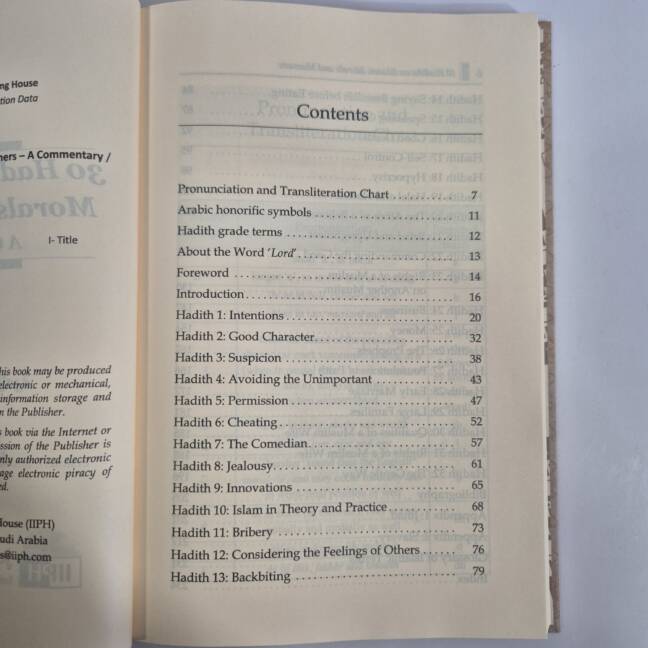 ng House
tion Data
ners – A Commentary /
I- Title
his book may be produced
electronic or mechanical,
information storage and
n the Publisher.
s book via the Internet or
ission of the Publisher is
nly authorized electronic
age electronic piracy of
ed.
House (IIPH)
udi Arabia
s@iiph.com
Contents
Pronunciation and Transliteration Chart .......... 7
Arabic honorific symbols .......... 11
Hadith grade terms .......... 12
About the Word 'Lord' .......... 13
Foreword .......... 14
Introduction .......... 16
Hadith 1: Intentions .......... 20
Hadith 2: Good Character .......... 32
Hadith 3: Suspicion .......... 38
Hadith 4: Avoiding the Unimportant .......... 43
Hadith 5: Permission .......... 47
Hadith 6: Cheating .......... 52
Hadith 7: The Comedian .......... 57
Hadith 8: Jealousy .......... 61
Hadith 9: Innovations .......... 65
Hadith 10: Islam in Theory and Practice .......... 68
Hadith 11: Bribery .......... 73
Hadith 12: Considering the Feelings of Others ...... 76
Hadith 13: Backbiting .......... 79